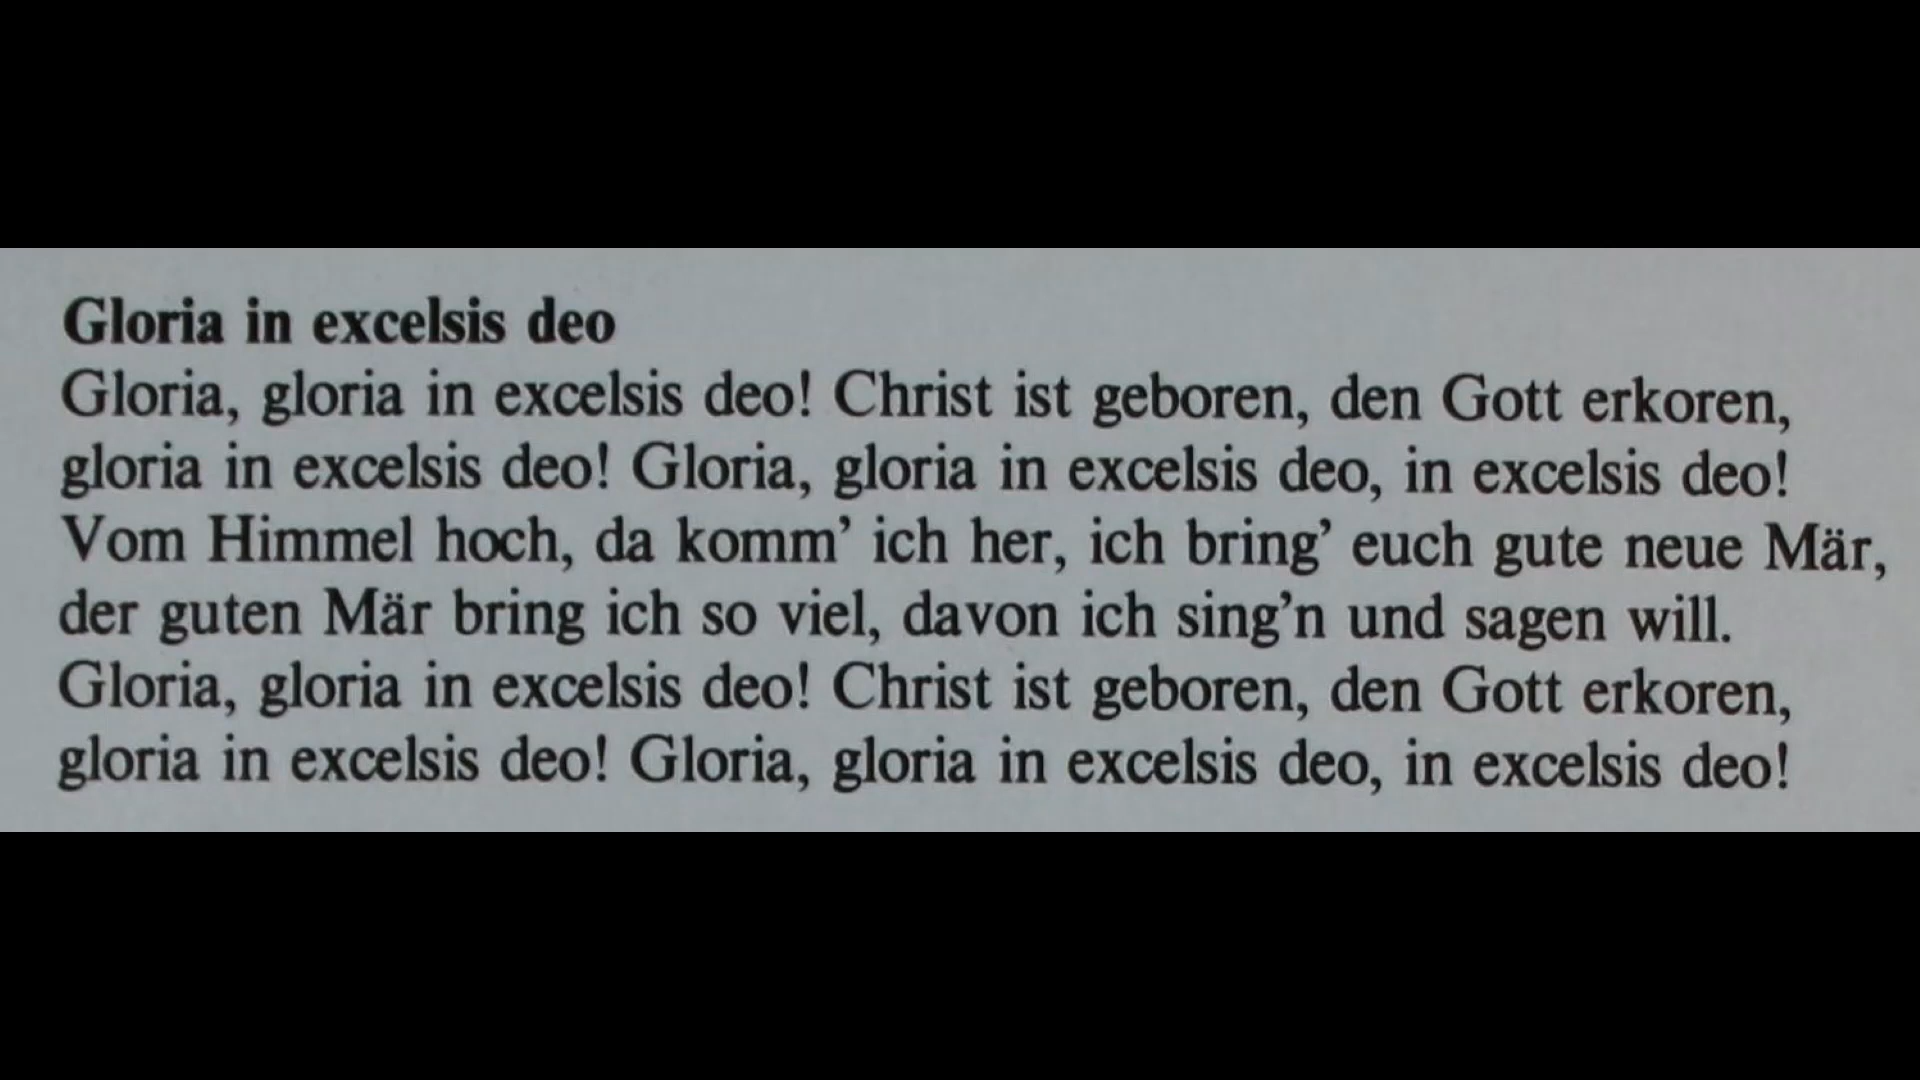 Gloria in excelsis deo
Gloria, gloria in excelsis deo! Christ ist geboren, den Gott erkoren,
gloria in excelsis deo! Gloria, gloria in excelsis deo, in excelsis deo!
Vom Himmel hoch, da komm’ ich her, ich bring’ euch gute neue Mär,
der guten Mär bring ich so viel, davon ich sing’n und sagen will.
Gloria, gloria in excelsis deo! Christ ist geboren, den Gott erkoren,
gloria in excelsis deo! Gloria, gloria in excelsis deo, in excelsis deo!